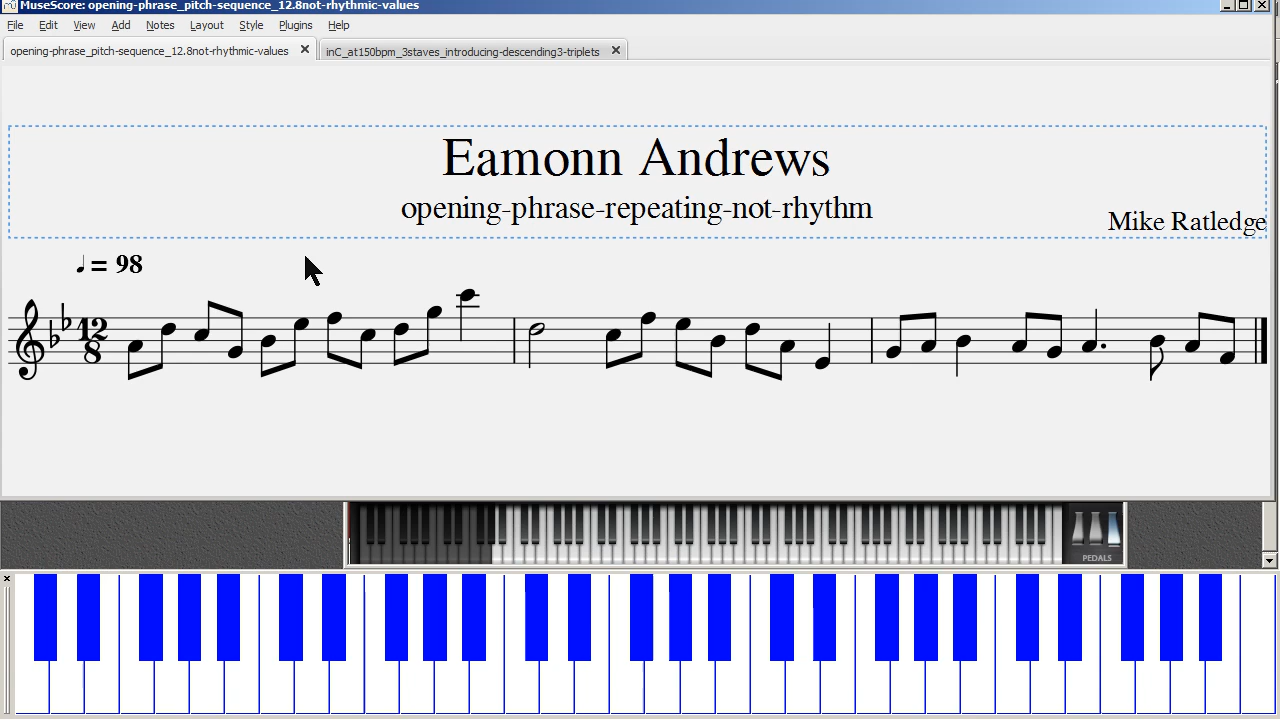 MuseScore: opening-phrase_pitch-sequence_12.8not-rhythmic-values
File Edit View Add Notes Layout Style Plugins Help
opening-phrase_pitch-sequence_12.8not-rhythmic-values inC_at150bpm_3staves_introducing-descending3-triplets
Eamonn Andrews
opening-phrase-repeating-not-rhythm
Mike Ratledge
♩= 98
12
8
PEDALS